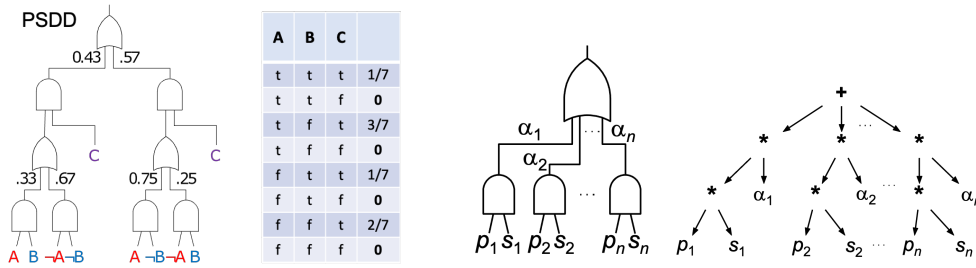 PSDD
0.43 .57
C C
.33 .67 0.75 .25
A B ¬A¬B A ¬B¬A B
A B C
t t t 1/7
t t f 0
t f t 3/7
t f f 0
f t t 1/7
f t f 0
f f t 2/7
f f f 0
α1 ... αn
α2
...
p1 s1 p2 s2 pn sn
+
* * ... *
* α1 * α2 ... *
p1 s1 p2 s2 ... pn sn